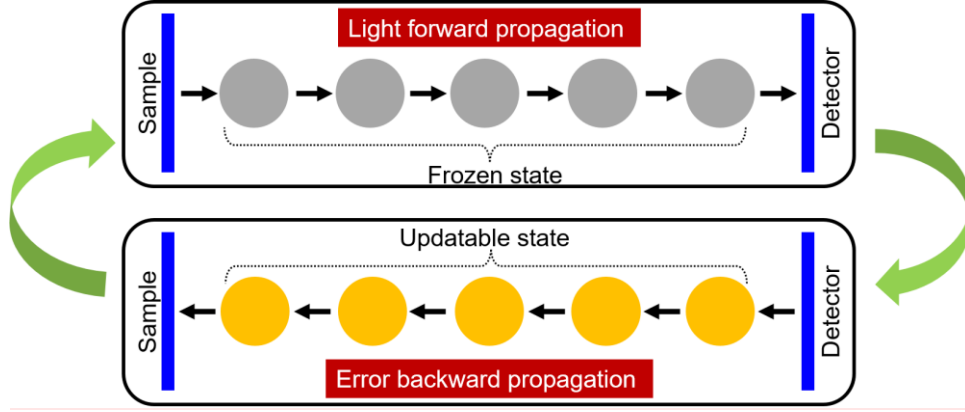 Light forward propagation
Sample
Detector
Frozen state
Updatable state
Sample
Detector
Error backward propagation